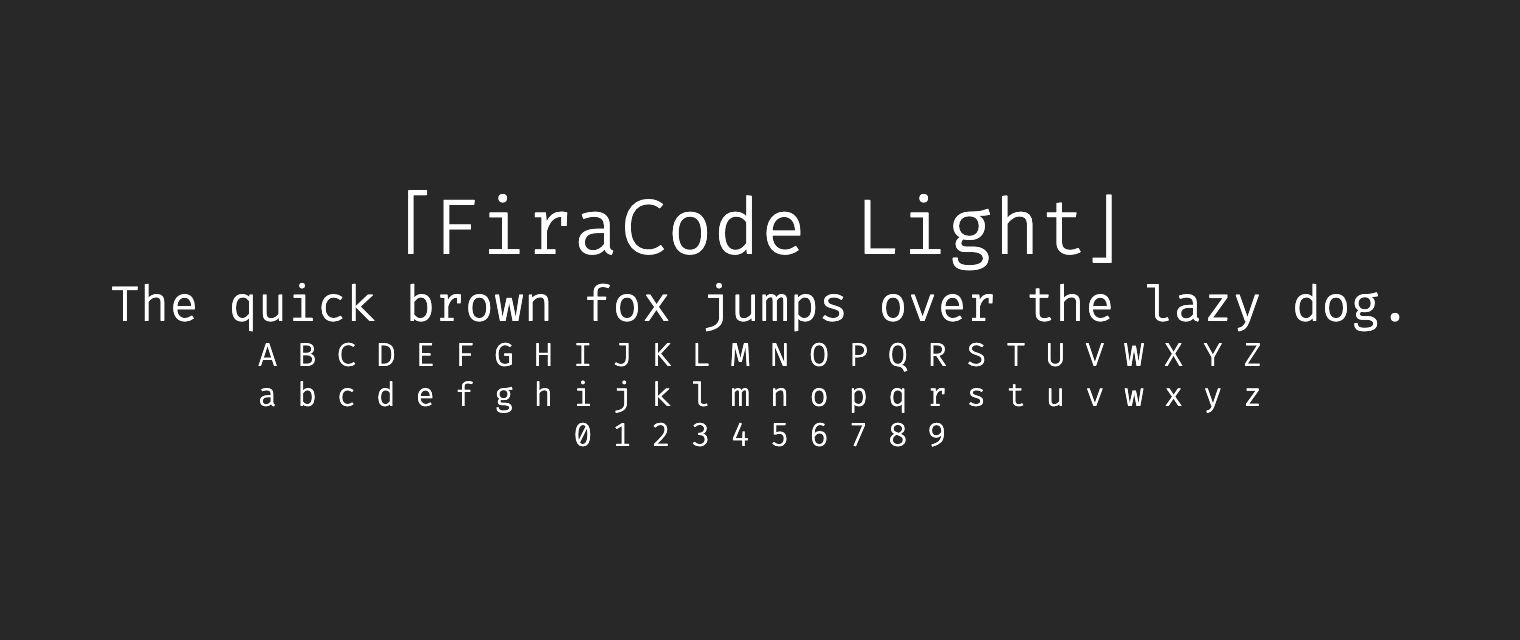 ⌈FiraCode Light⌋
The quick brown fox jumps over the lazy dog.
A B C D E F G H I J K L M N O P Q R S T U V W X Y Z
a b c d e f g h i j k l m n o p q r s t u v w x y z
0 1 2 3 4 5 6 7 8 9